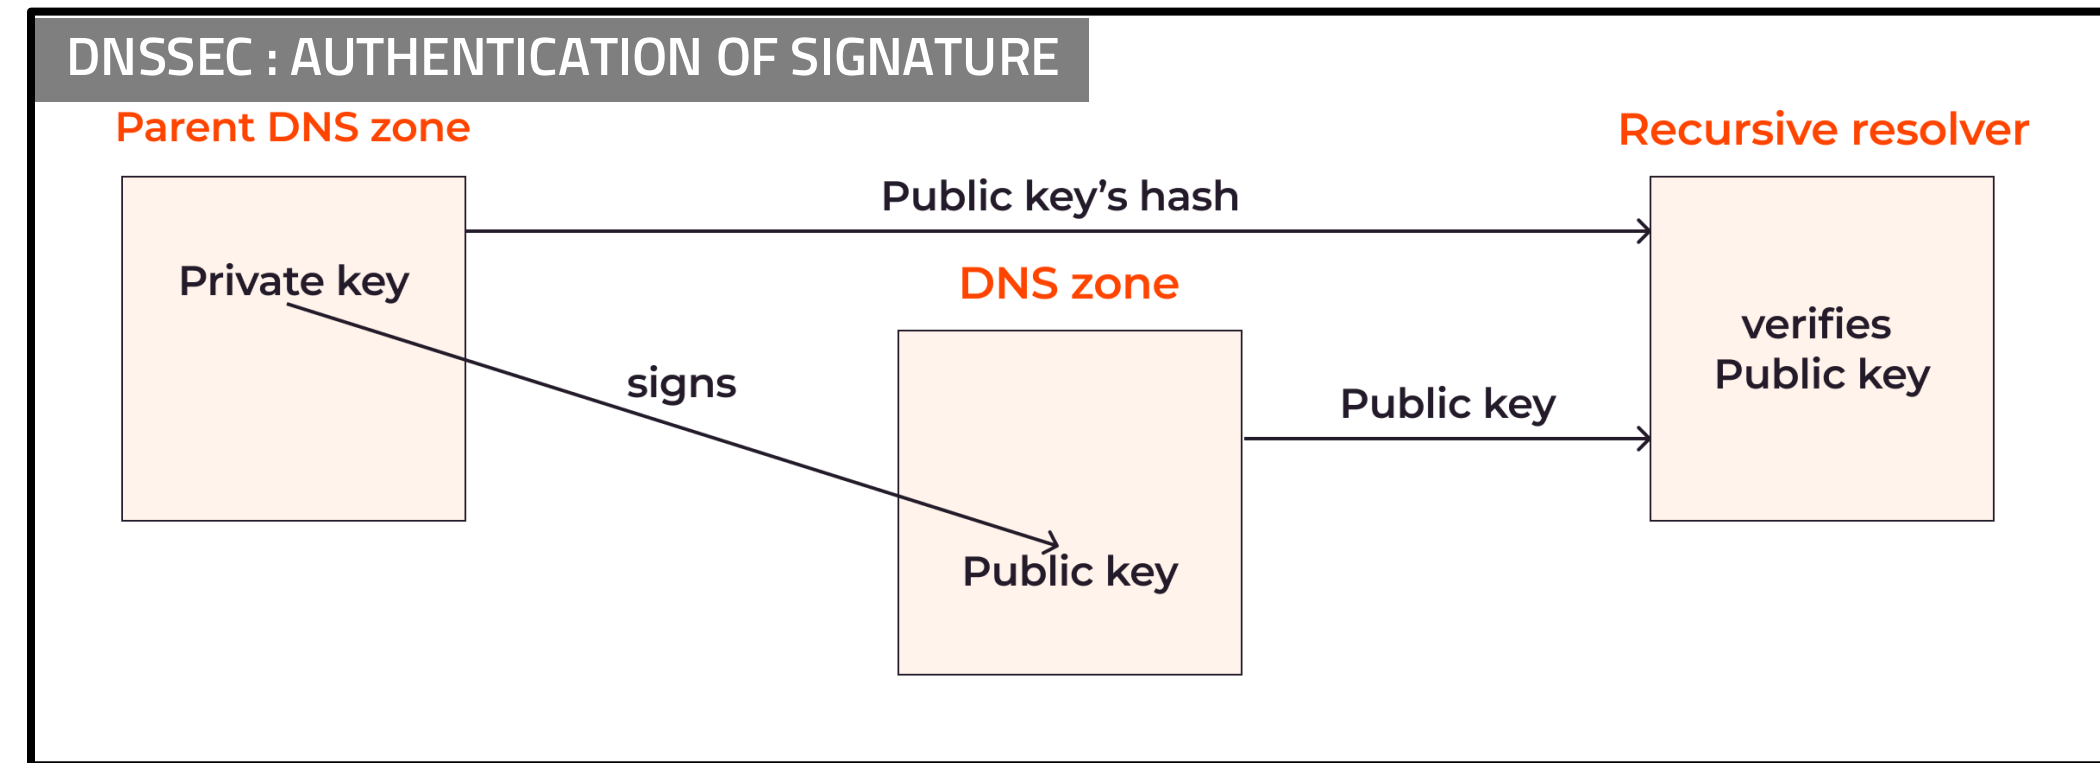 DNSSEC : AUTHENTICATION OF SIGNATURE
Parent DNS zone
Recursive resolver
Public key’s hash
Private key
DNS zone
verifies
Public key
signs
Public key
Public key